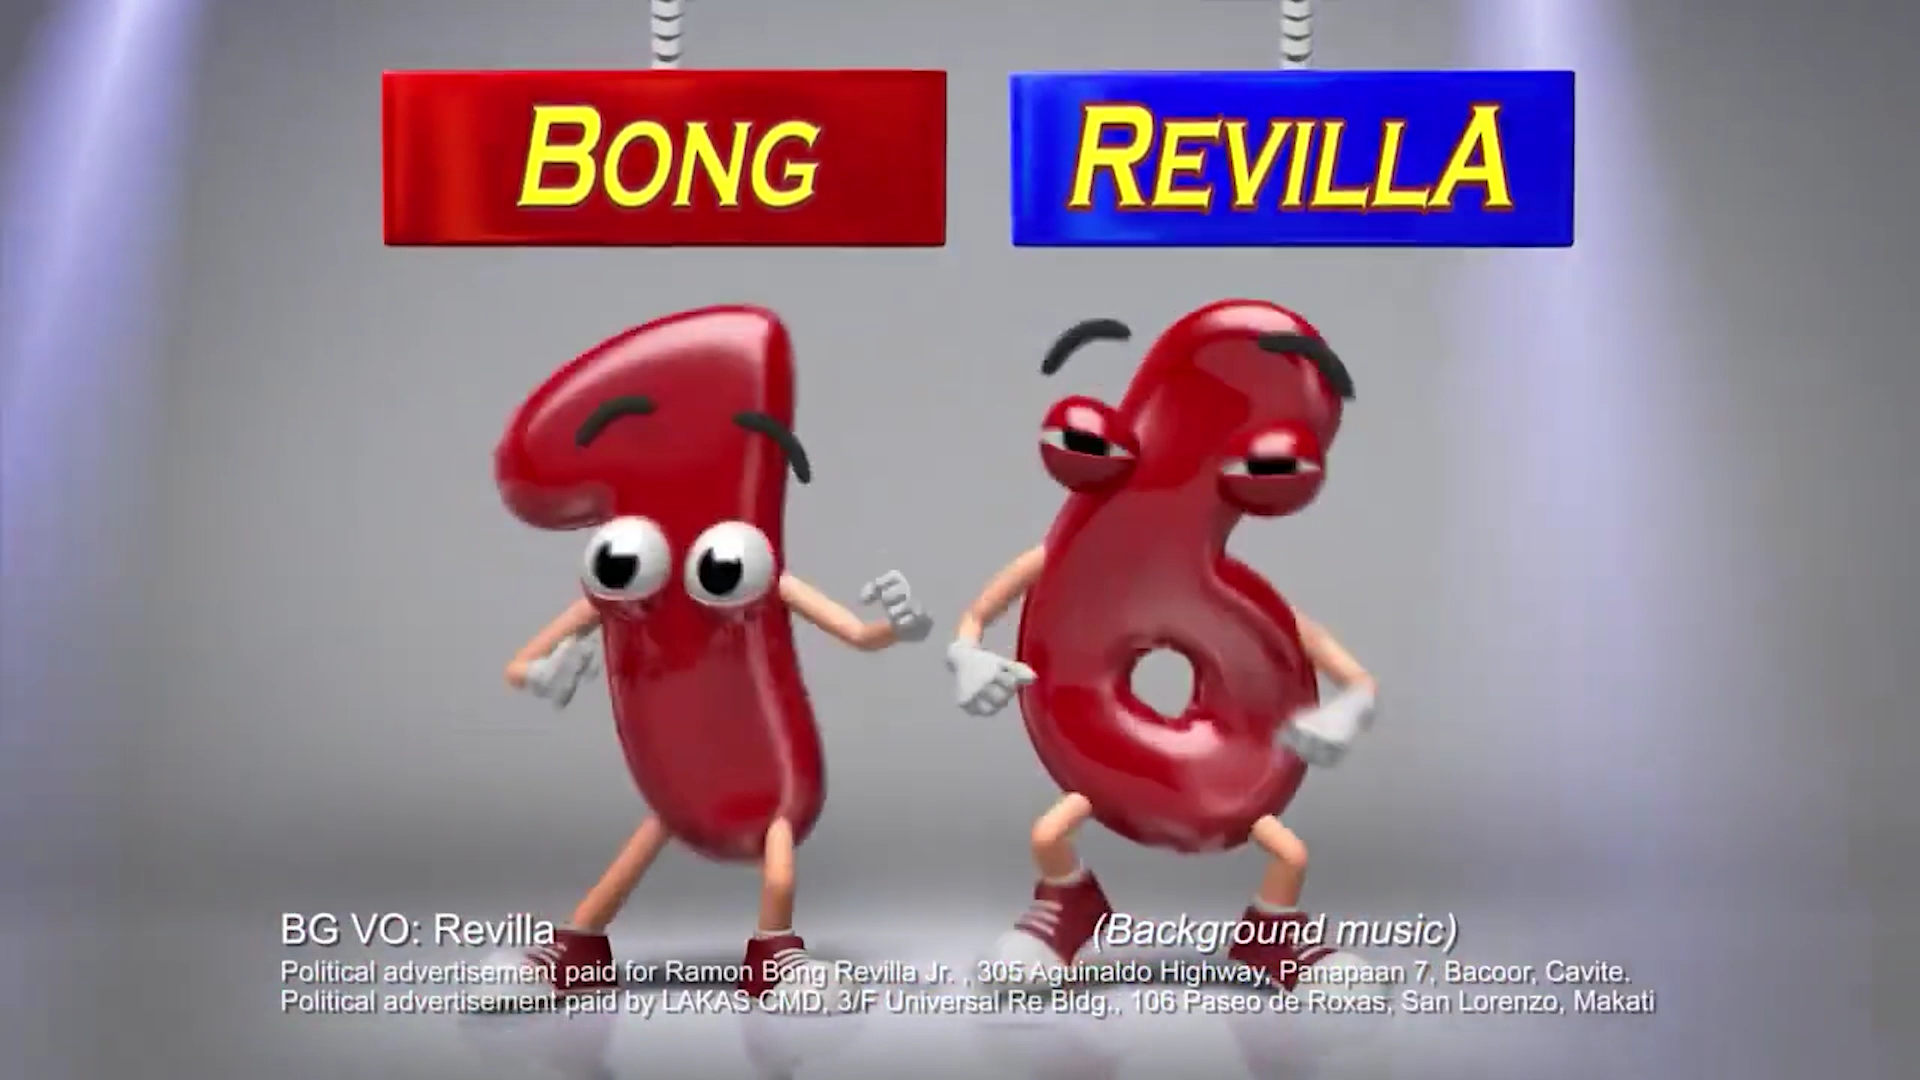 BONG
REVILLA
16
BG VO: Revilla
(Background music)
Political advertisement paid for Ramon Bong Revilla Jr. , 305 Aguinaldo Highway, Panapaan 7, Bacoor, Cavite.
Political advertisement paid by LAKAS CMD, 3/F Universal Re Bldg., 106 Paseo de Roxas, San Lorenzo, Makati